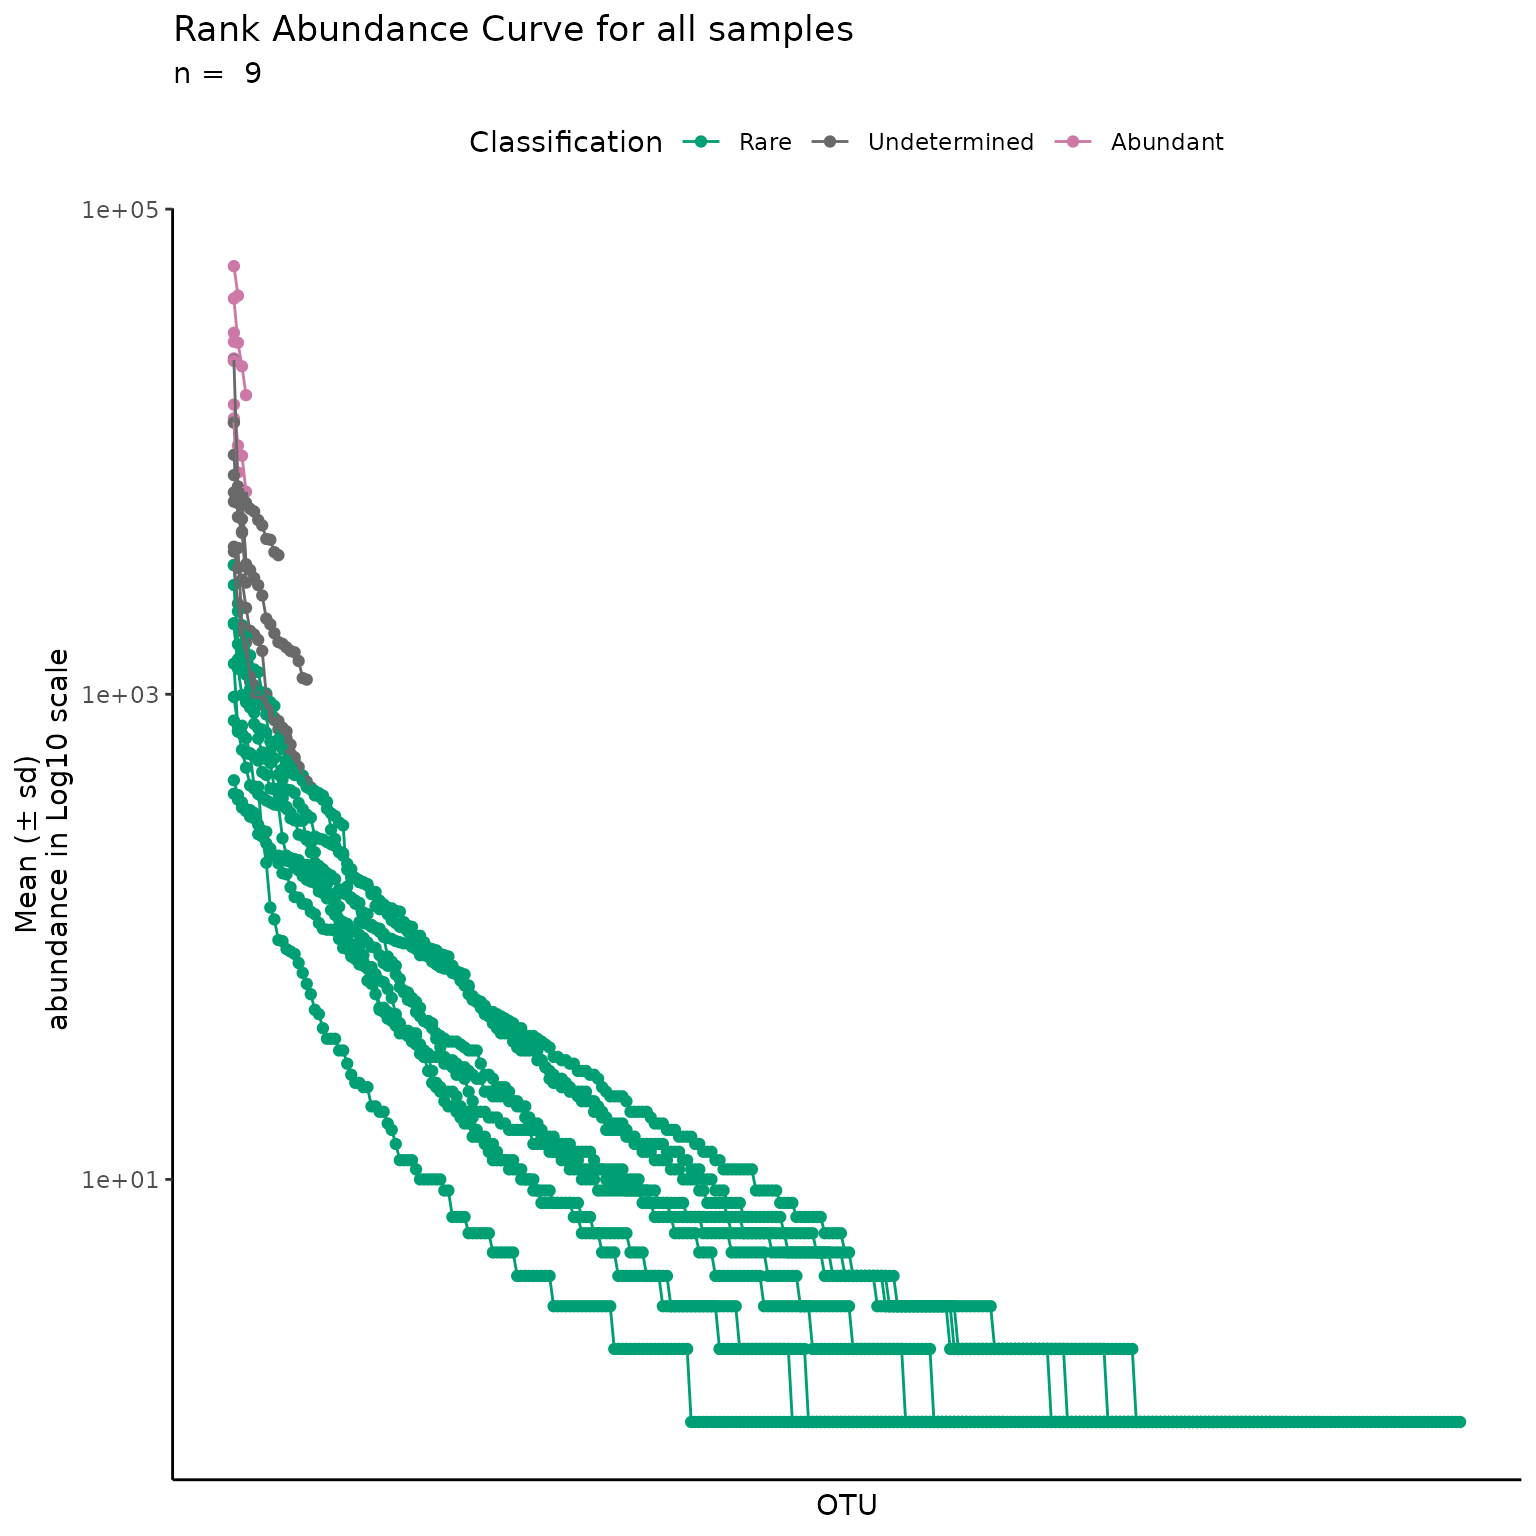 Rank Abundance Curve for all samples
n =  9
Classification Rare Undetermined Abundant
1e+05
1e+03
1e+01
Mean (± sd)
abundance in Log10 scale
OTU